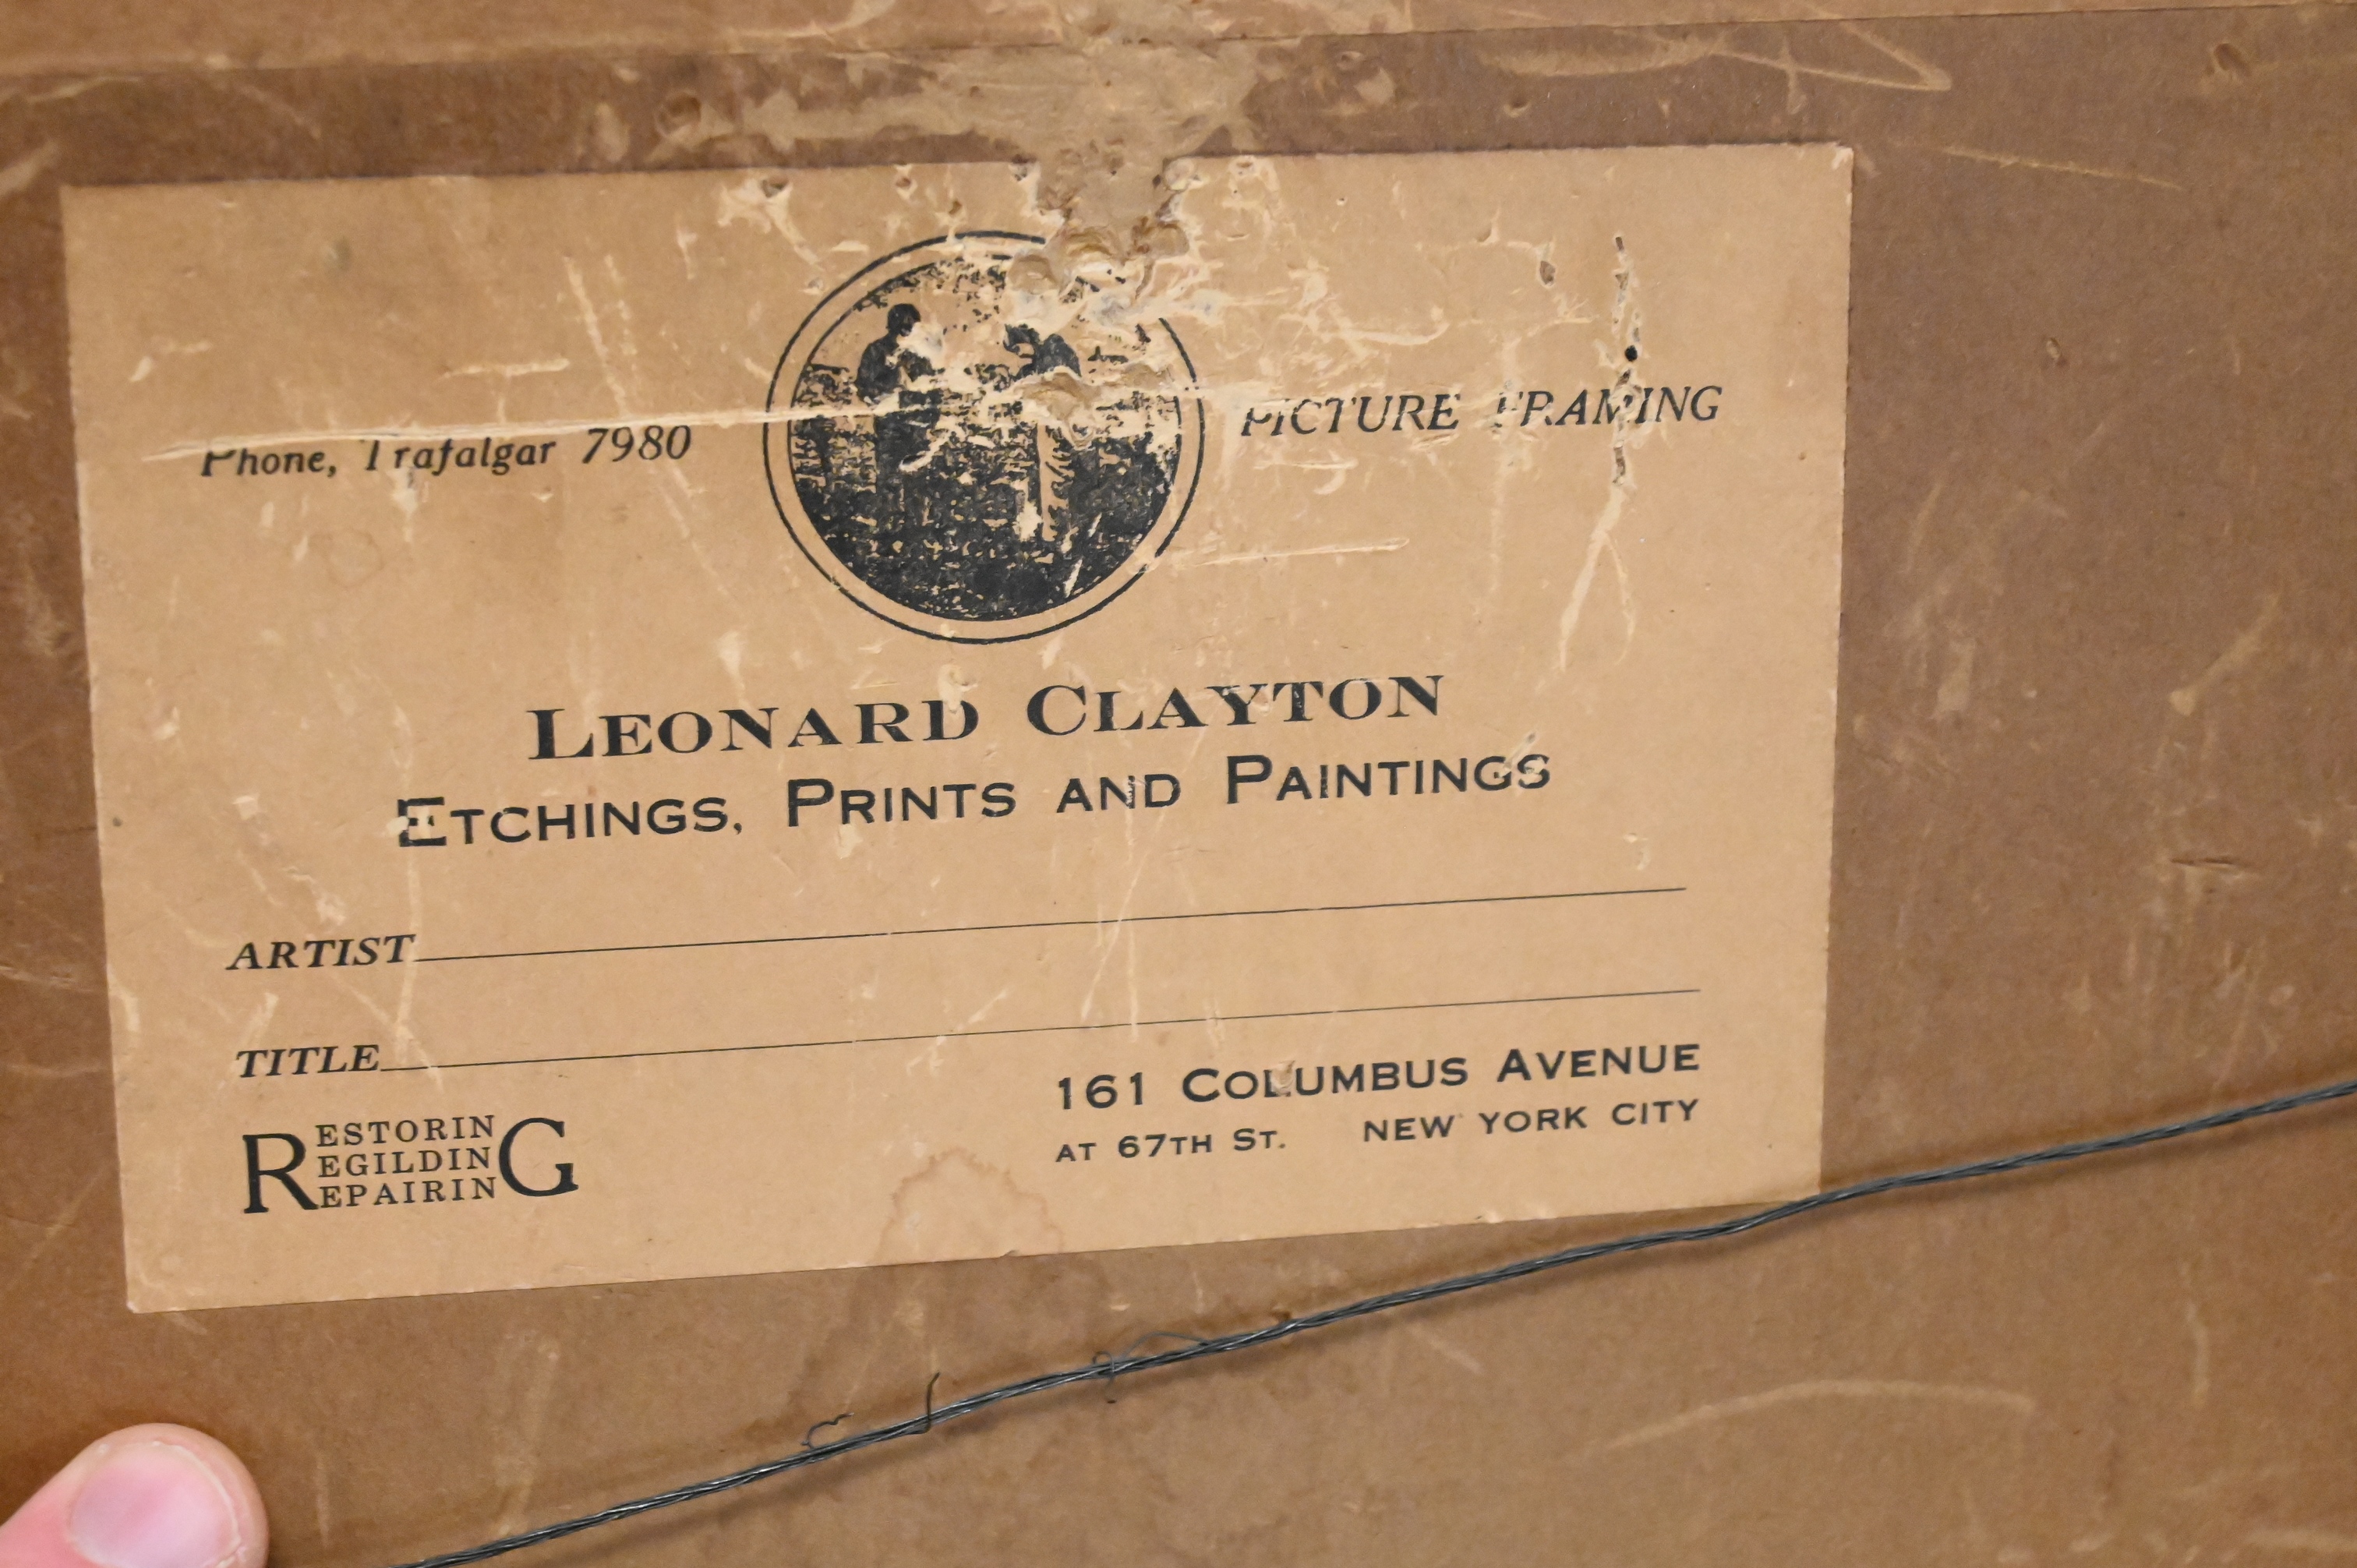 Phone, Trafalgar 7980
PICTURE FRAMING
LEONARD CLAYTON
ETCHINGS, PRINTS AND PAINTINGS
ARTIST
TITLE
RESTORING
REGILDING
REPAIRING
161 COLUMBUS AVENUE
AT 67TH ST. NEW YORK CITY